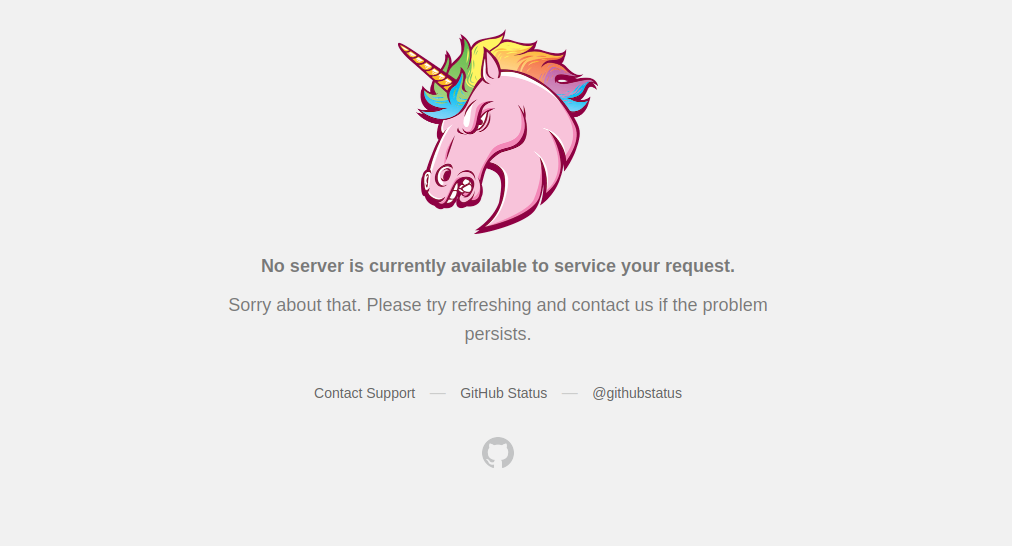 No server is currently available to service your request.
Sorry about that. Please try refreshing and contact us if the problem
persists.
Contact Support — GitHub Status — @githubstatus